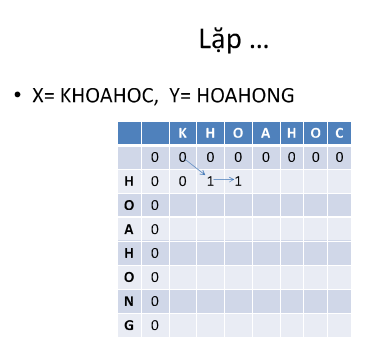 Lặp ...
• X= KHOAHOC, Y= HOAHONG
K H O A H O C
0 0 0 0 0 0 0 0
H 0 0 1 1
O 0
A 0
H 0
O 0
N 0
G 0